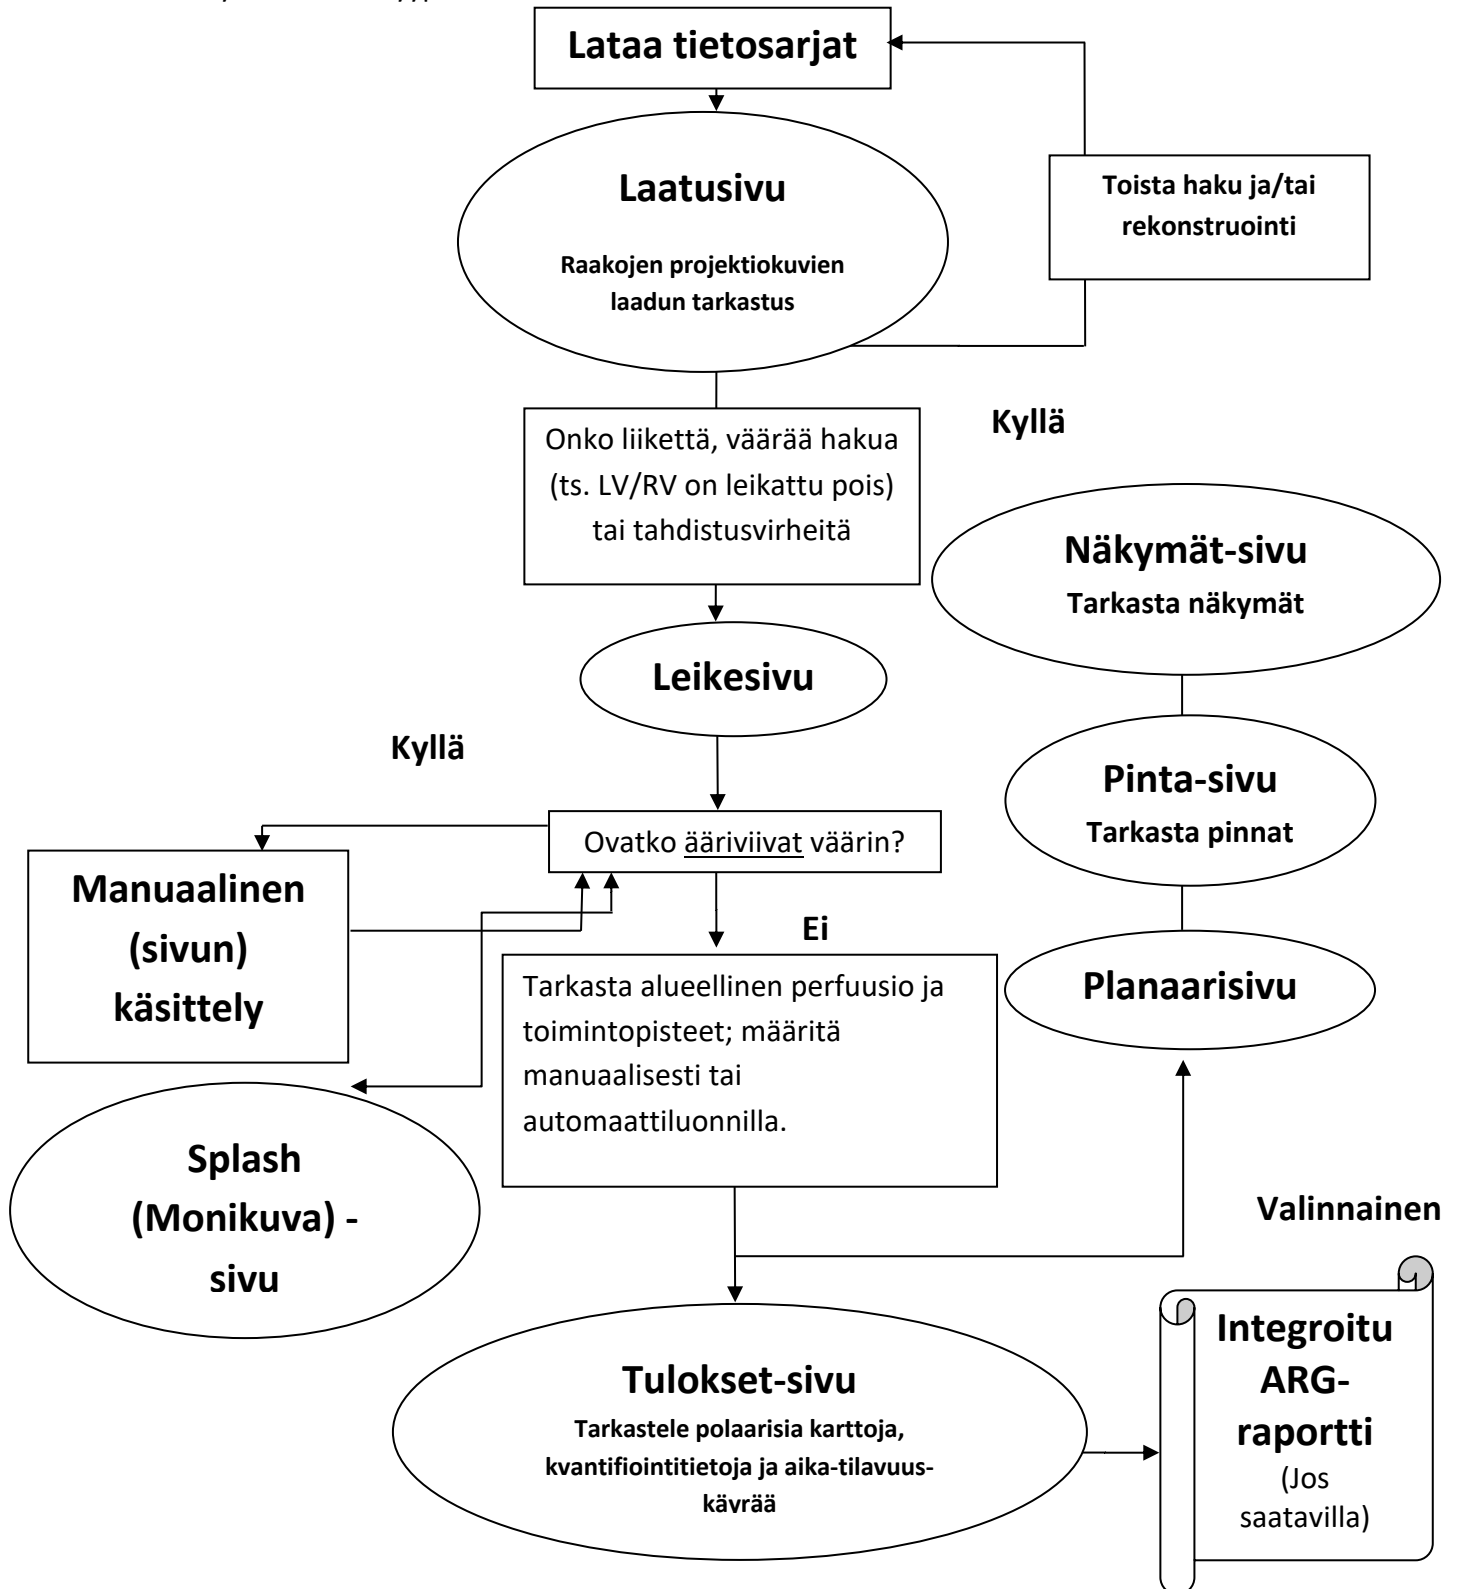 Lataa tietosarjat
Laatusivu
Raakojen projektiokuvien
laadun tarkastus
Toista haku ja/tai
rekonstruointi
Kyllä
Onko liikettä, väärää hakua
(ts. LV/RV on leikattu pois)
tai tahdistusvirheitä
Näkymät-sivu
Tarkasta näkymät
Leikesivu
Kyllä
Pinta-sivu
Tarkasta pinnat
Ovatko ääriviivat väärin?
Manuaalinen
(sivun)
käsittely
Ei
Planaarisivu
Tarkasta alueellinen perfuusio ja
toimintopisteet; määritä
manuaalisesti tai
automaattiluonnilla.
Splash
(Monikuva) -
sivu
Valinnainen
Tulokset-sivu
Tarkastele polaarisia karttoja,
kvantifiointitietoja ja aika-tilavuus-
kävrää
Integroitu
ARG-
raportti
(Jos
saatavilla)